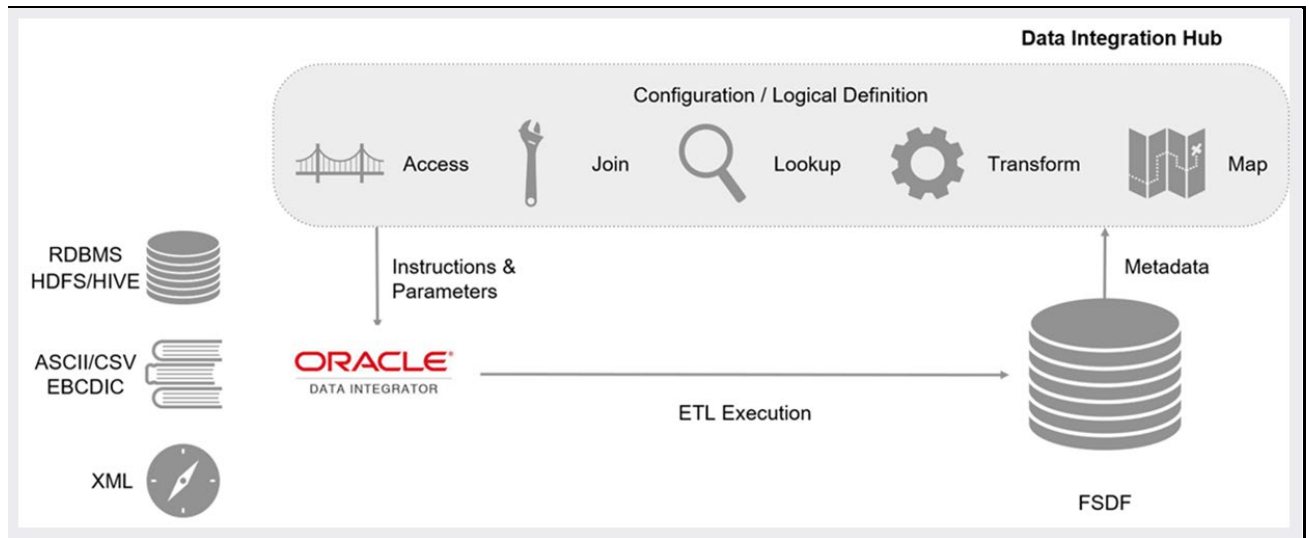 Data Integration Hub
Configuration / Logical Definition
Access
Join
Lookup
Transform
Map
RDBMS
HDFS/HIVE
Instructions &
Parameters
Metadata
ASCII/CSV
EBCDIC
ORACLE
DATA INTEGRATOR
ETL Execution
XML
FSDF